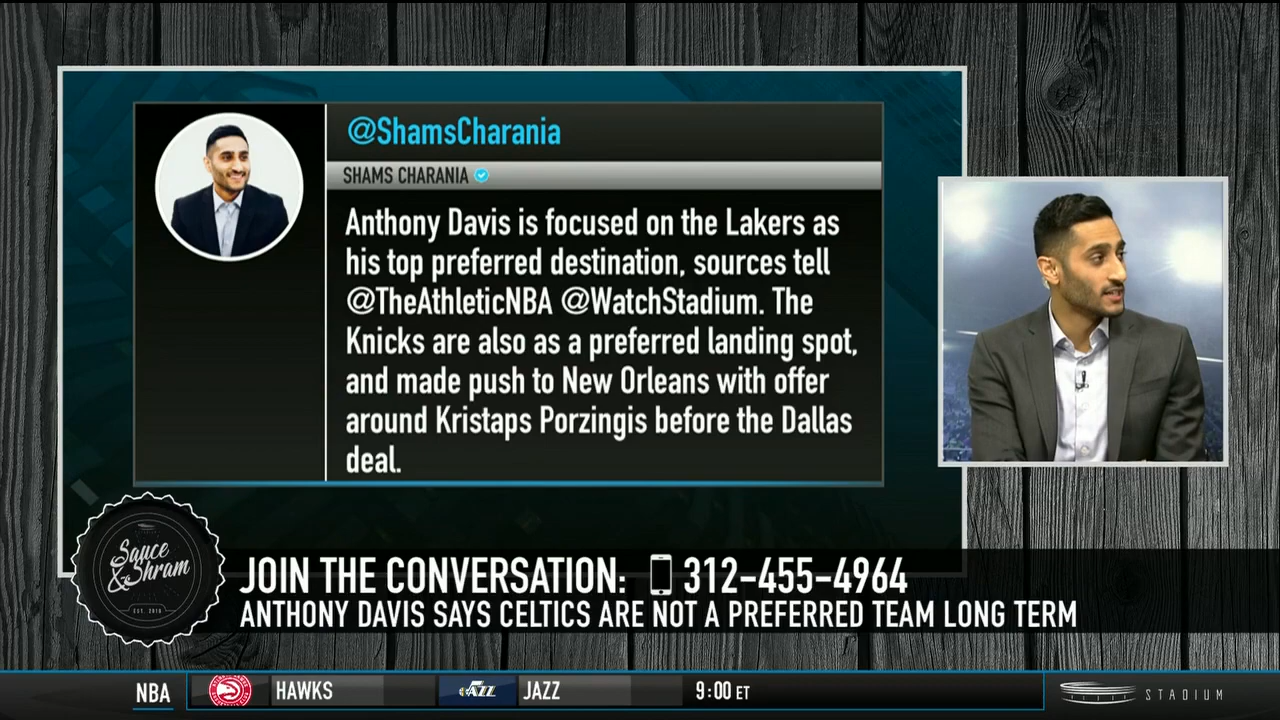 @ShamsCharania
SHAMS CHARANIA
Anthony Davis is focused on the Lakers as
his top preferred destination, sources tell
@TheAthleticNBA @WatchStadium. The
Knicks are also as a preferred landing spot,
and made push to New Orleans with offer
around Kristaps Porzingis before the Dallas
deal.
Sauce
& Shram
EST. 2018
JOIN THE CONVERSATION: 312-455-4964
ANTHONY DAVIS SAYS CELTICS ARE NOT A PREFERRED TEAM LONG TERM
NBA HAWKS JAZZ JAZZ 9:00 ET STADIUM